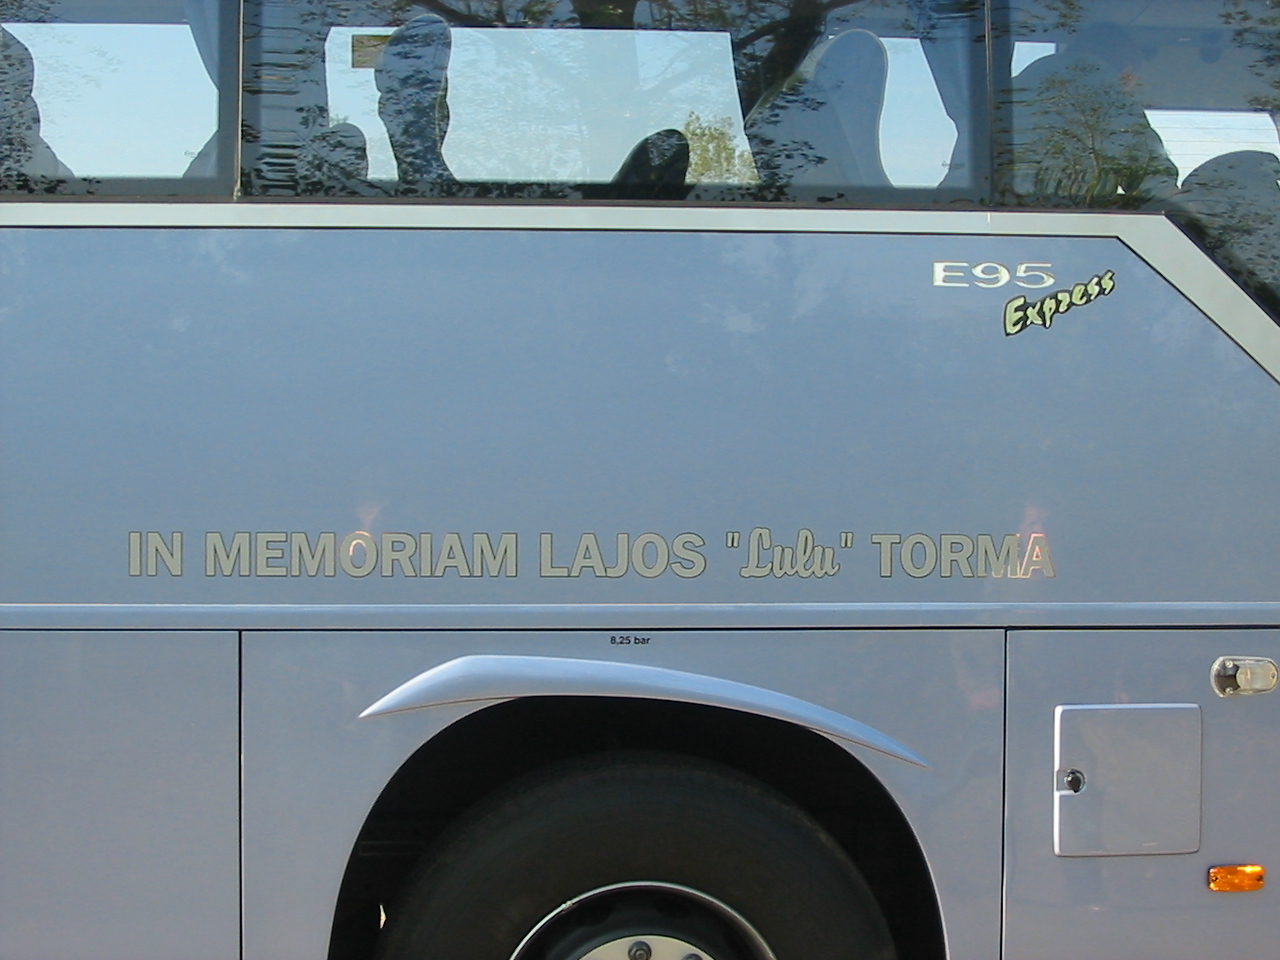 E95
Express
IN MEMORIAM LAJOS "Lulu" TORMA
8,25 bar